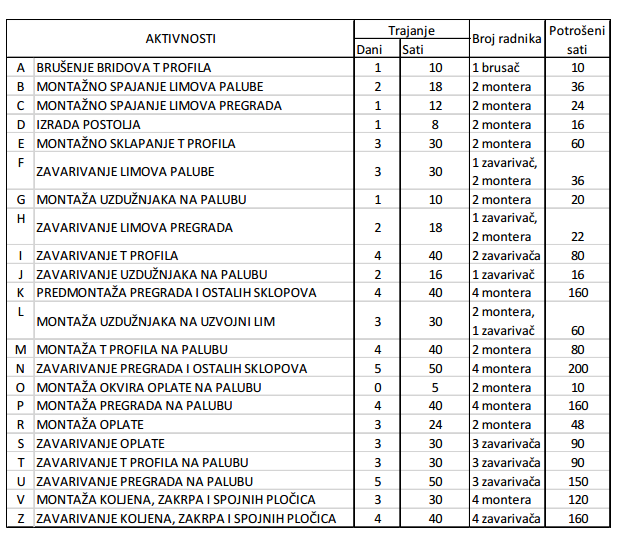 AKTIVNOSTI Trajanje Broj radnika Potrošeni sati
Dani Sati
A BRUŠENJE BRIDOVA T PROFILA 1 10 1 brusač 10
B MONTAŽNO SPAJANJE LIMOVA PALUBE 2 18 2 montera 36
C MONTAŽNO SPAJANJE LIMOVA PREGRADA 1 12 2 montera 24
D IZRADA POSTOLJA 1 8 2 montera 16
E MONTAŽNO SKLAPANJE T PROFILA 3 30 2 montera 60
F ZAVARIVANJE LIMOVA PALUBE 3 30 1 zavarivač, 2 montera 36
G MONTAŽA UZDUŽNJAKA NA PALUBU 1 10 2 montera 20
H ZAVARIVANJE LIMOVA PREGRADA 2 18 1 zavarivač, 2 montera 22
I ZAVARIVANJE T PROFILA 4 40 2 zavarivača 80
J ZAVARIVANJE UZDUŽNJAKA NA PALUBU 2 16 1 zavarivač 16
K PREDMONTAŽA PREGRADA I OSTALIH SKLOPOVA 4 40 4 montera 160
L MONTAŽA UZDUŽNJAKA NA UZVOJNI LIM 3 30 2 montera, 1 zavarivač 60
M MONTAŽA T PROFILA NA PALUBU 4 40 2 montera 80
N ZAVARIVANJE PREGRADA I OSTALIH SKLOPOVA 5 50 4 montera 200
O MONTAŽA OKVIRA OPLATE NA PALUBU 0 5 2 montera 10
P MONTAŽA PREGRADA NA PALUBU 4 40 4 montera 160
R MONTAŽA OPLATE 3 24 2 montera 48
S ZAVARIVANJE OPLATE 3 30 3 zavarivača 90
T ZAVARIVANJE T PROFILA NA PALUBU 3 30 3 zavarivača 90
U ZAVARIVANJE PREGRADA NA PALUBU 5 50 3 zavarivača 150
V MONTAŽA KOLJENA, ZAKRPA I SPOJNIH PLOČICA 3 30 4 montera 120
Z ZAVARIVANJE KOLJENA, ZAKRPA I SPOJNIH PLOČICA 4 40 4 zavarivača 160